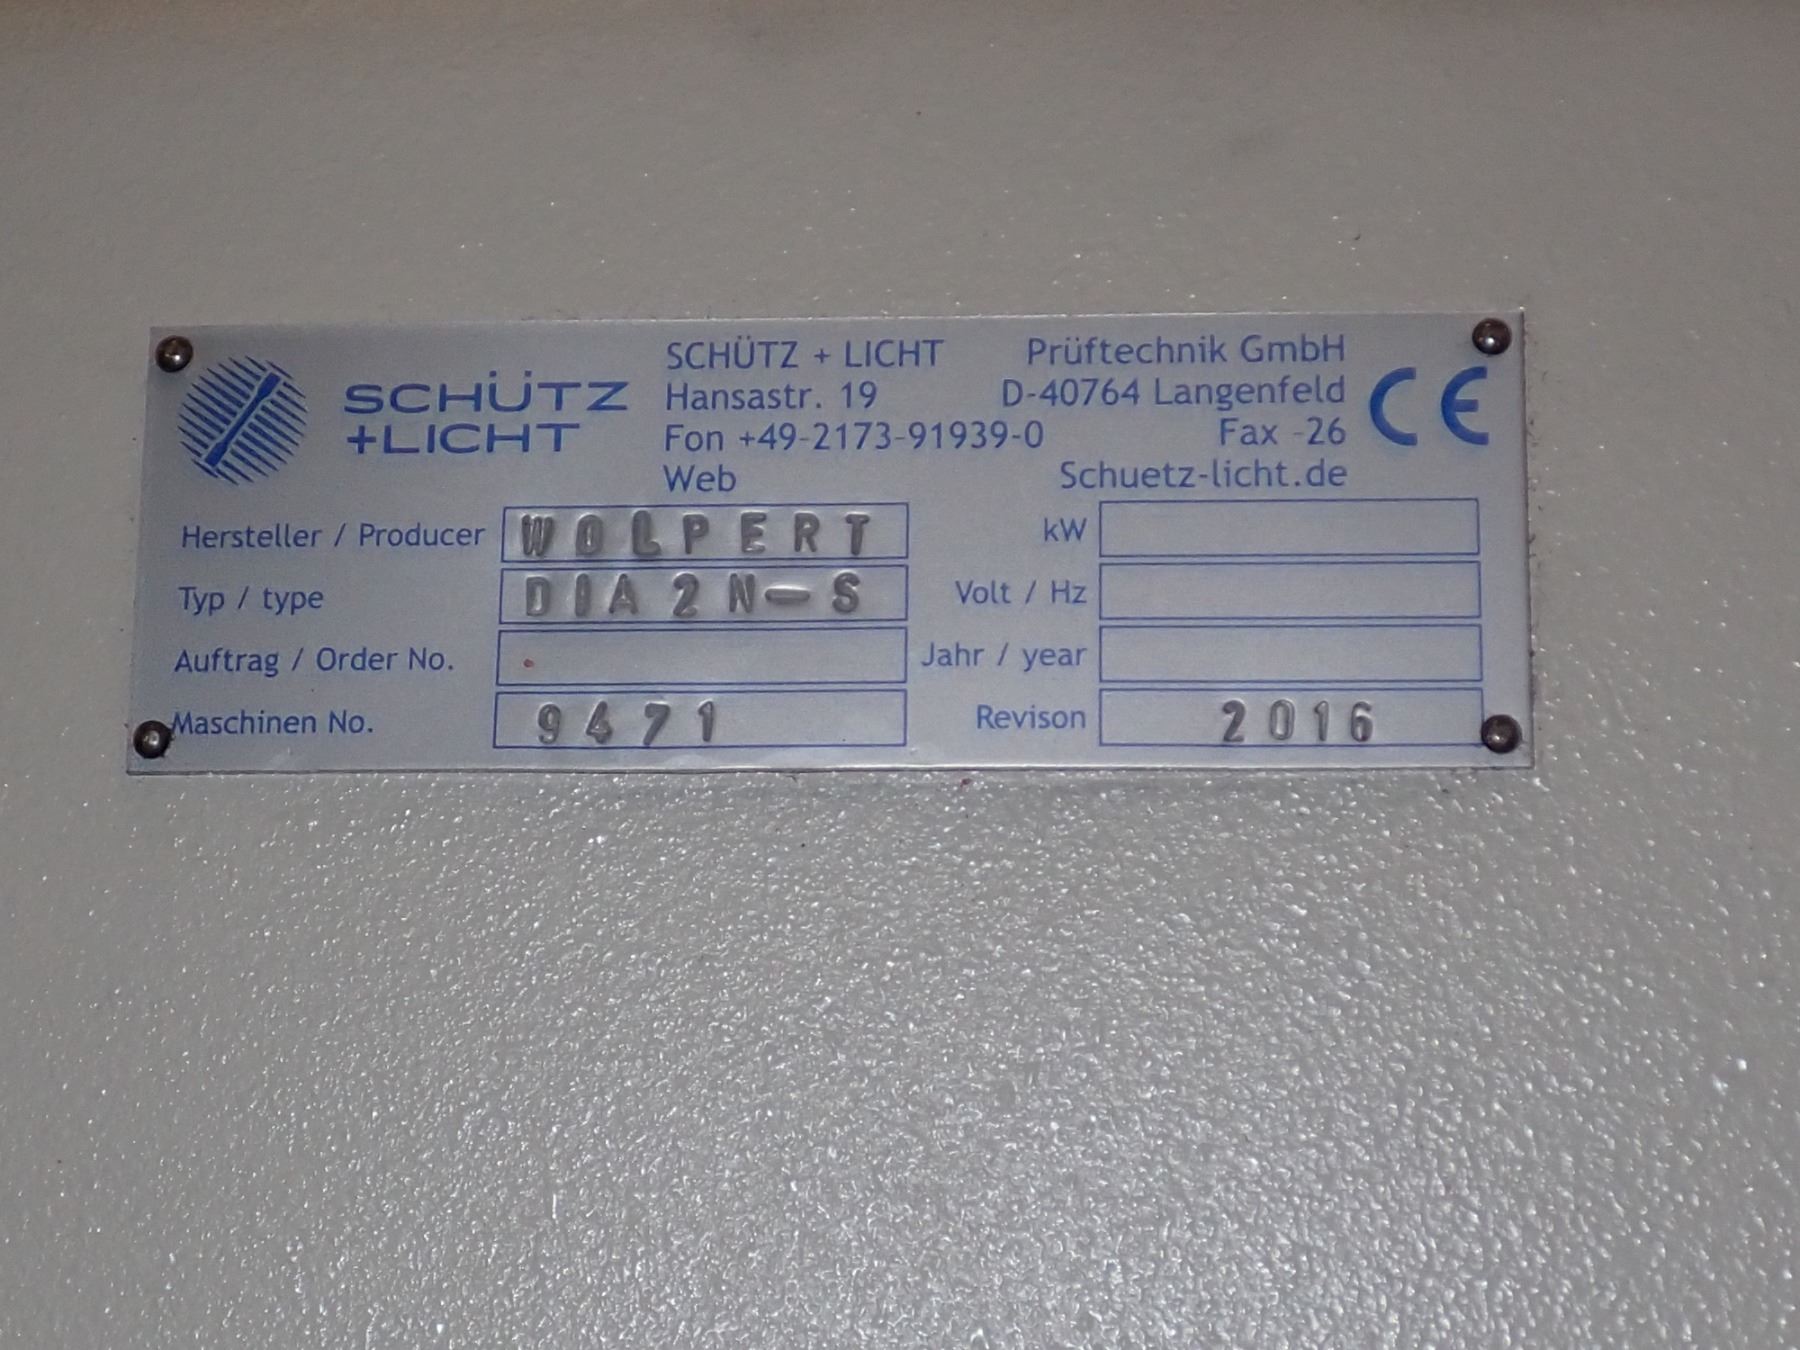 SCHÜTZ
+LICHT
SCHÜTZ + LICHT Prüftechnik GmbH
Hansastr. 19 D-40764 Langenfeld
Fon +49-2173-91939-0 Fax -26
Web Schuetz-licht.de
CE
Hersteller / Producer WOLPERT kW
Typ / type DIA2N-S Volt / Hz
Auftrag / Order No. Jahr / year
Maschinen No. 9471 Revison 2016